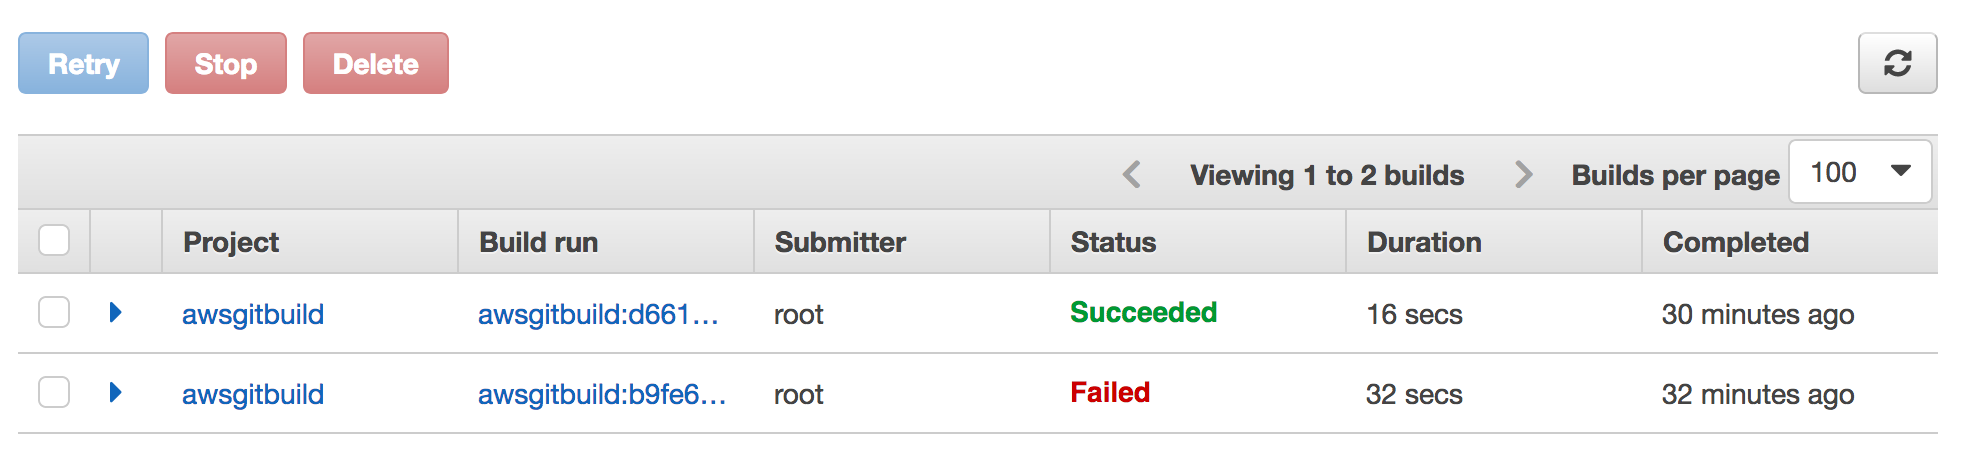 Retry Stop Delete
Viewing 1 to 2 builds Builds per page 100
Project Build run Submitter Status Duration Completed
awsgitbuild awsgitbuild:d661... root Succeeded 16 secs 30 minutes ago
awsgitbuild awsgitbuild:b9fe6... root Failed 32 secs 32 minutes ago